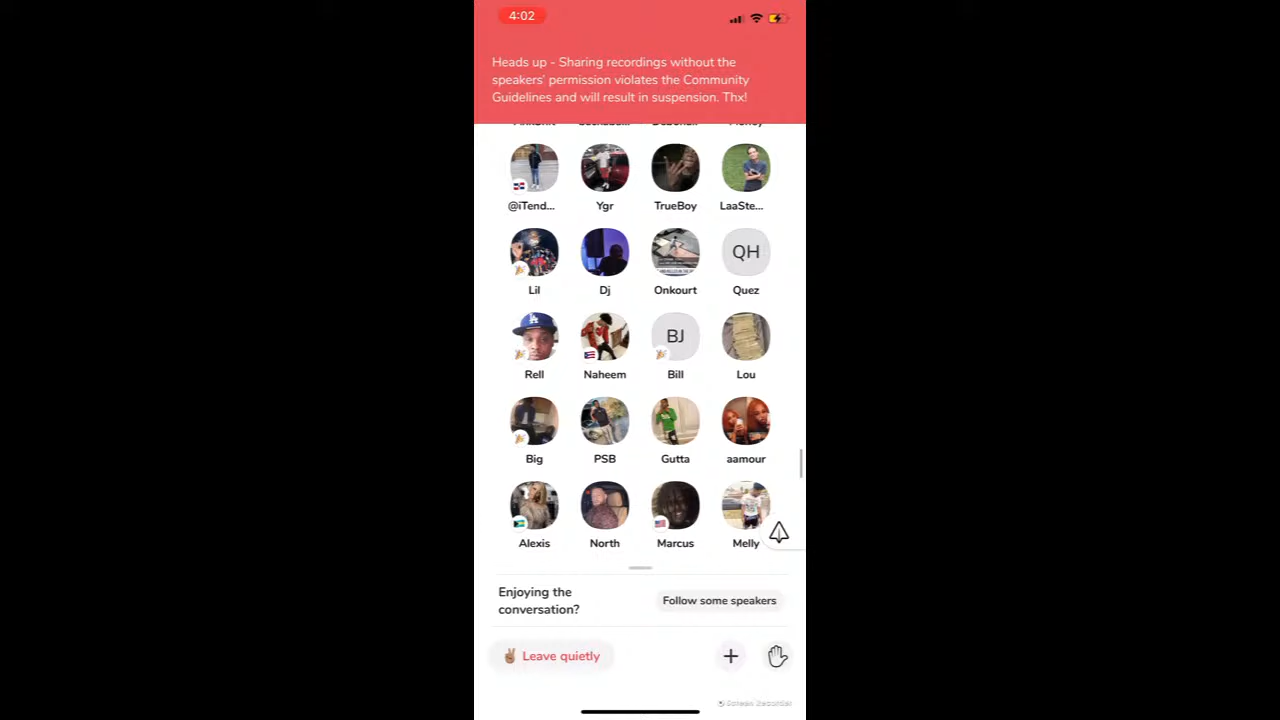 4:02
Heads up - Sharing recordings without the
speakers' permission violates the Community
Guidelines and will result in suspension. Thx!
@iTend... Ygr TrueBoy LaaSte...
QH
Lil Dj Onkourt Quez
BJ
Rell Naheem Bill Lou
Big PSB Gutta aamour
Alexis North Marcus Melly
Enjoying the
conversation?
Follow some speakers
Leave quietly
Screen Recorder